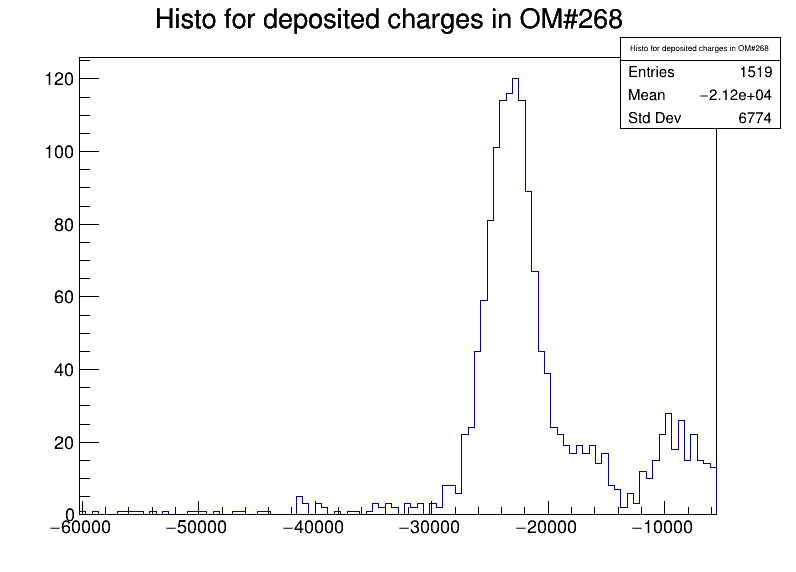 Histo for deposited charges in OM#268
Histo for deposited charges in OM#268
Entries 1519
Mean −2.12e+04
Std Dev 6774
120
100
80
60
40
20
0
−60000 −50000 −40000 −30000 −20000 −10000